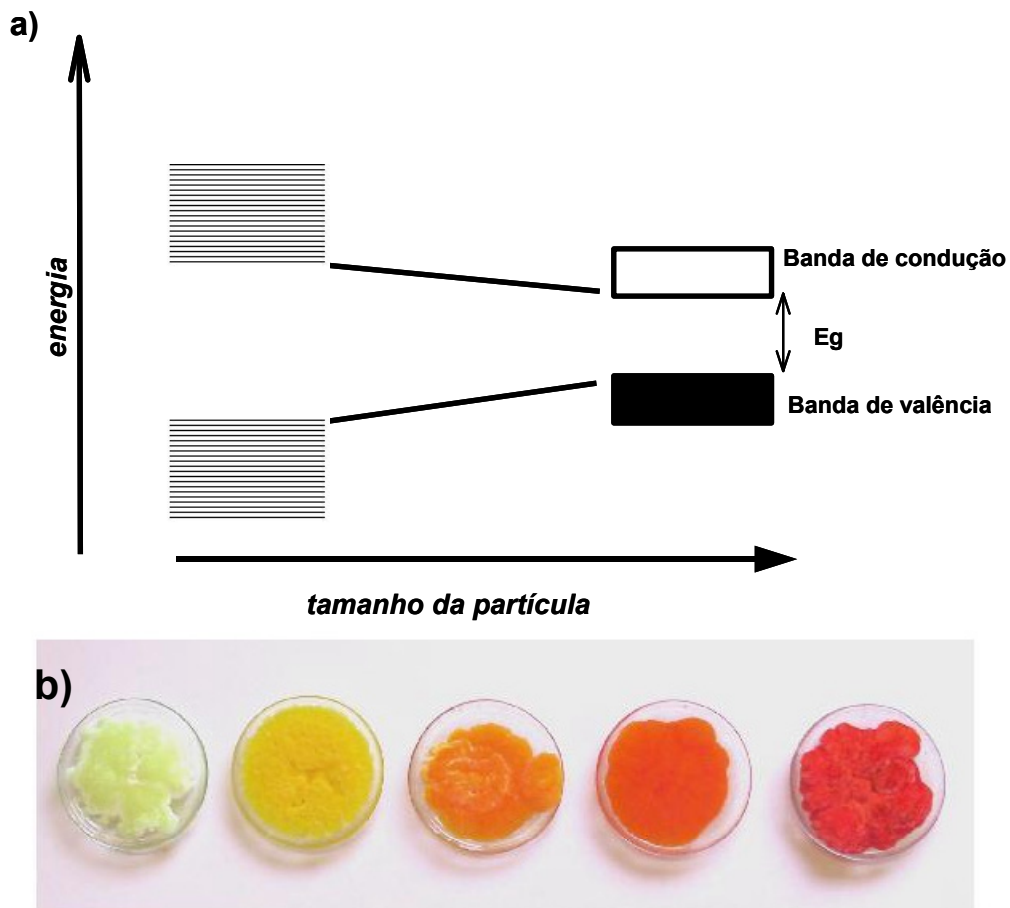 a)
energia
Banda de condução
Eg
Banda de valência
tamanho da partícula
b)